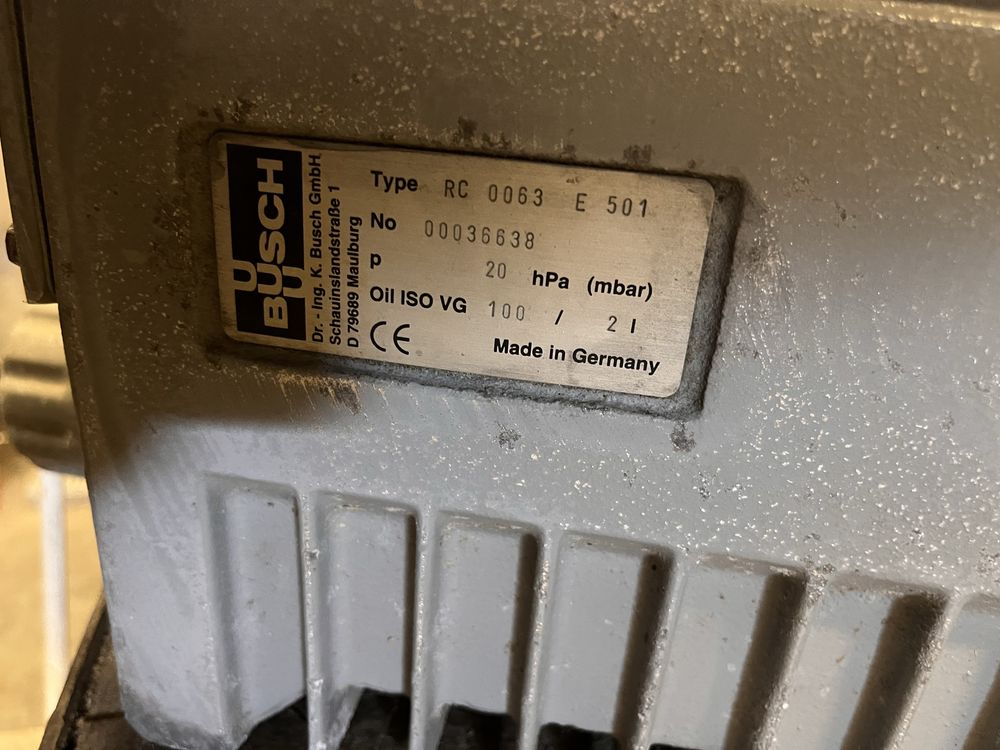 BUSCH
Dr. - Ing. K. Busch GmbH
Schauinslandstraße 1
D 79689 Maulburg
Type RC 0063 E 501
No 00036638
p 20 hPa (mbar)
Oil ISO VG 100 / 2 l
CE
Made in Germany